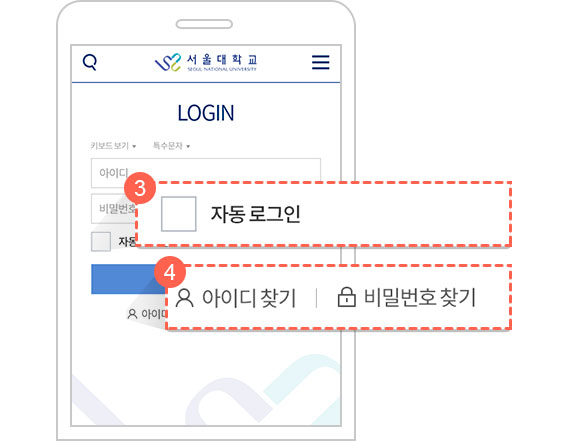 서울대학교
SEOUL NATIONAL UNIVERSITY
LOGIN
키보드 보기 특수문자
아이디
3
비밀번호
자동 로그인
자동
4
아이디 찾기 | 비밀번호 찾기
아이디